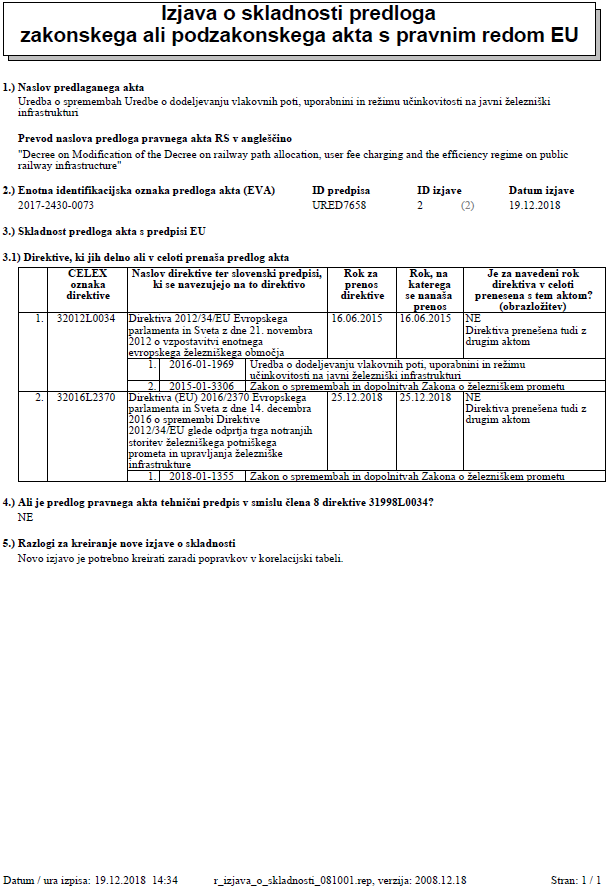 Izjava o skladnosti predloga
zakonskega ali podzakonskega akta s pravnim redom EU
1.) Naslov predlaganega akta
Uredba o spremembah Uredbe o dodeljevanju vlakovnih poti, uporabnini in režimu učinkovitosti na javni železniški
infrastrukturi
Prevod naslova predloga pravnega akta RS v angleščino
"Decree on Modification of the Decree on railway path allocation, user fee charging and the efficiency regime on public
railway infrastructure"
2.) Enotna identifikacijska oznaka predloga akta (EVA) ID predpisa ID izjave Datum izjave
2017-2430-0073 URED7658 2 (2) 19.12.2018
3.) Skladnost predloga akta s predpisi EU
3.1) Direktive, ki jih delno ali v celoti prenaša predlog akta
CELEX oznaka direktive
Naslov direktive ter slovenski predpisi, ki se navezujejo na to direktivo
Rok za prenos direktive
Rok, na katerega se nanaša prenos
Je za navedeni rok direktiva v celoti prenesena s tem aktom? (obrazložitev)
1. 32012L0034 Direktiva 2012/34/EU Evropskega 16.06.2015 16.06.2015 NE
parlamenta in Sveta z dne 21. novembra Direktiva prenešena tudi z
2012 o vzpostavitvi enotnega drugim aktom
evropskega železniškega območja
1. 2016-01-1969 Uredba o dodeljevanju vlakovnih poti, uporabnini in režimu
učinkovitosti na javni železniški infrastrukturi
2. 2015-01-3306 Zakon o spremembah in dopolnitvah Zakona o železniškem prometu
2. 32016L2370 Direktiva (EU) 2016/2370 Evropskega 25.12.2018 25.12.2018 NE
parlamenta in Sveta z dne 14. decembra Direktiva prenešena tudi z
2016 o spremembi Direktive drugim aktom
2012/34/EU glede odprtja trga notranjih
storitev železniškega potniškega
prometa in upravljanja železniške
infrastrukture
1. 2018-01-1355 Zakon o spremembah in dopolnitvah Zakona o železniškem prometu
4.) Ali je predlog pravnega akta tehnični predpis v smislu člena 8 direktive 31998L0034?
NE
5.) Razlogi za kreiranje nove izjave o skladnosti
Novo izjavo je potrebno kreirati zaradi popravkov v korelacijski tabeli.
Datum / ura izpisa: 19.12.2018 14:34 r_izjava_o_skladnosti_081001.rep, verzija: 2008.12.18 Stran: 1 / 1